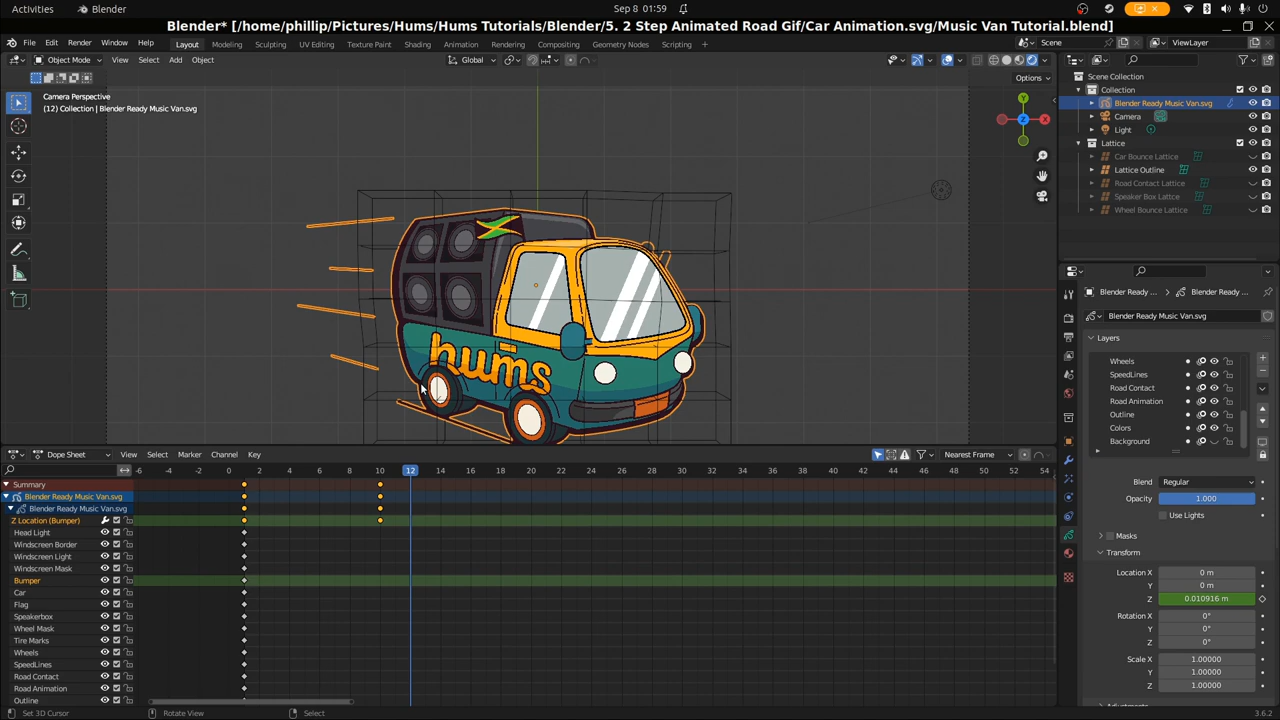 Activities Blender Sep 8 01:59
Blender* [/home/phillip/Pictures/Hums/Hums Tutorials/Blender/5. 2 Step Animated Road Gif/Car Animation.svg/Music Van Tutorial.blend]
File Edit Render Window Help Layout Modeling Sculpting UV Editing Texture Paint Shading Animation Rendering Compositing Geometry Nodes Scripting + Scene ViewLayer
Object Mode View Select Add Object Global
Options
Camera Perspective
(12) Collection | Blender Ready Music Van.svg
Y
Z
X
hums
Scene Collection
Collection
Blender Ready Music Van.svg
Camera
Light
Lattice
Car Bounce Lattice
Lattice Outline
Road Contact Lattice
Speaker Box Lattice
Wheel Bounce Lattice
Blender Ready ... Blender Ready ...
Blender Ready Music Van.svg
Layers
Wheels
SpeedLines
Road Contact
Road Animation
Outline
Colors
Background
Blend Regular
Opacity 1.000
Use Lights
Masks
Transform
Location X 0 m
Y 0 m
Z 0.010916 m
Rotation X 0°
Y 0°
Z 0°
Scale X 1.00000
Y 1.00000
Z 1.00000
Dope Sheet View Select Marker Channel Key Nearest Frame
-6 -4 -2 0 2 4 6 8 10 12 14 16 18 20 22 24 26 28 30 32 34 36 38 40 42 44 46 48 50 52 54
Summary
Blender Ready Music Van.svg
Blender Ready Music Van.svg
Z Location (Bumper)
Head Light
Windscreen Border
Windscreen Light
Windscreen Mask
Bumper
Car
Flag
Speakerbox
Wheel Mask
Tire Marks
Wheels
SpeedLines
Road Contact
Road Animation
Outline
Set 3D Cursor Rotate View Select 3.6.2